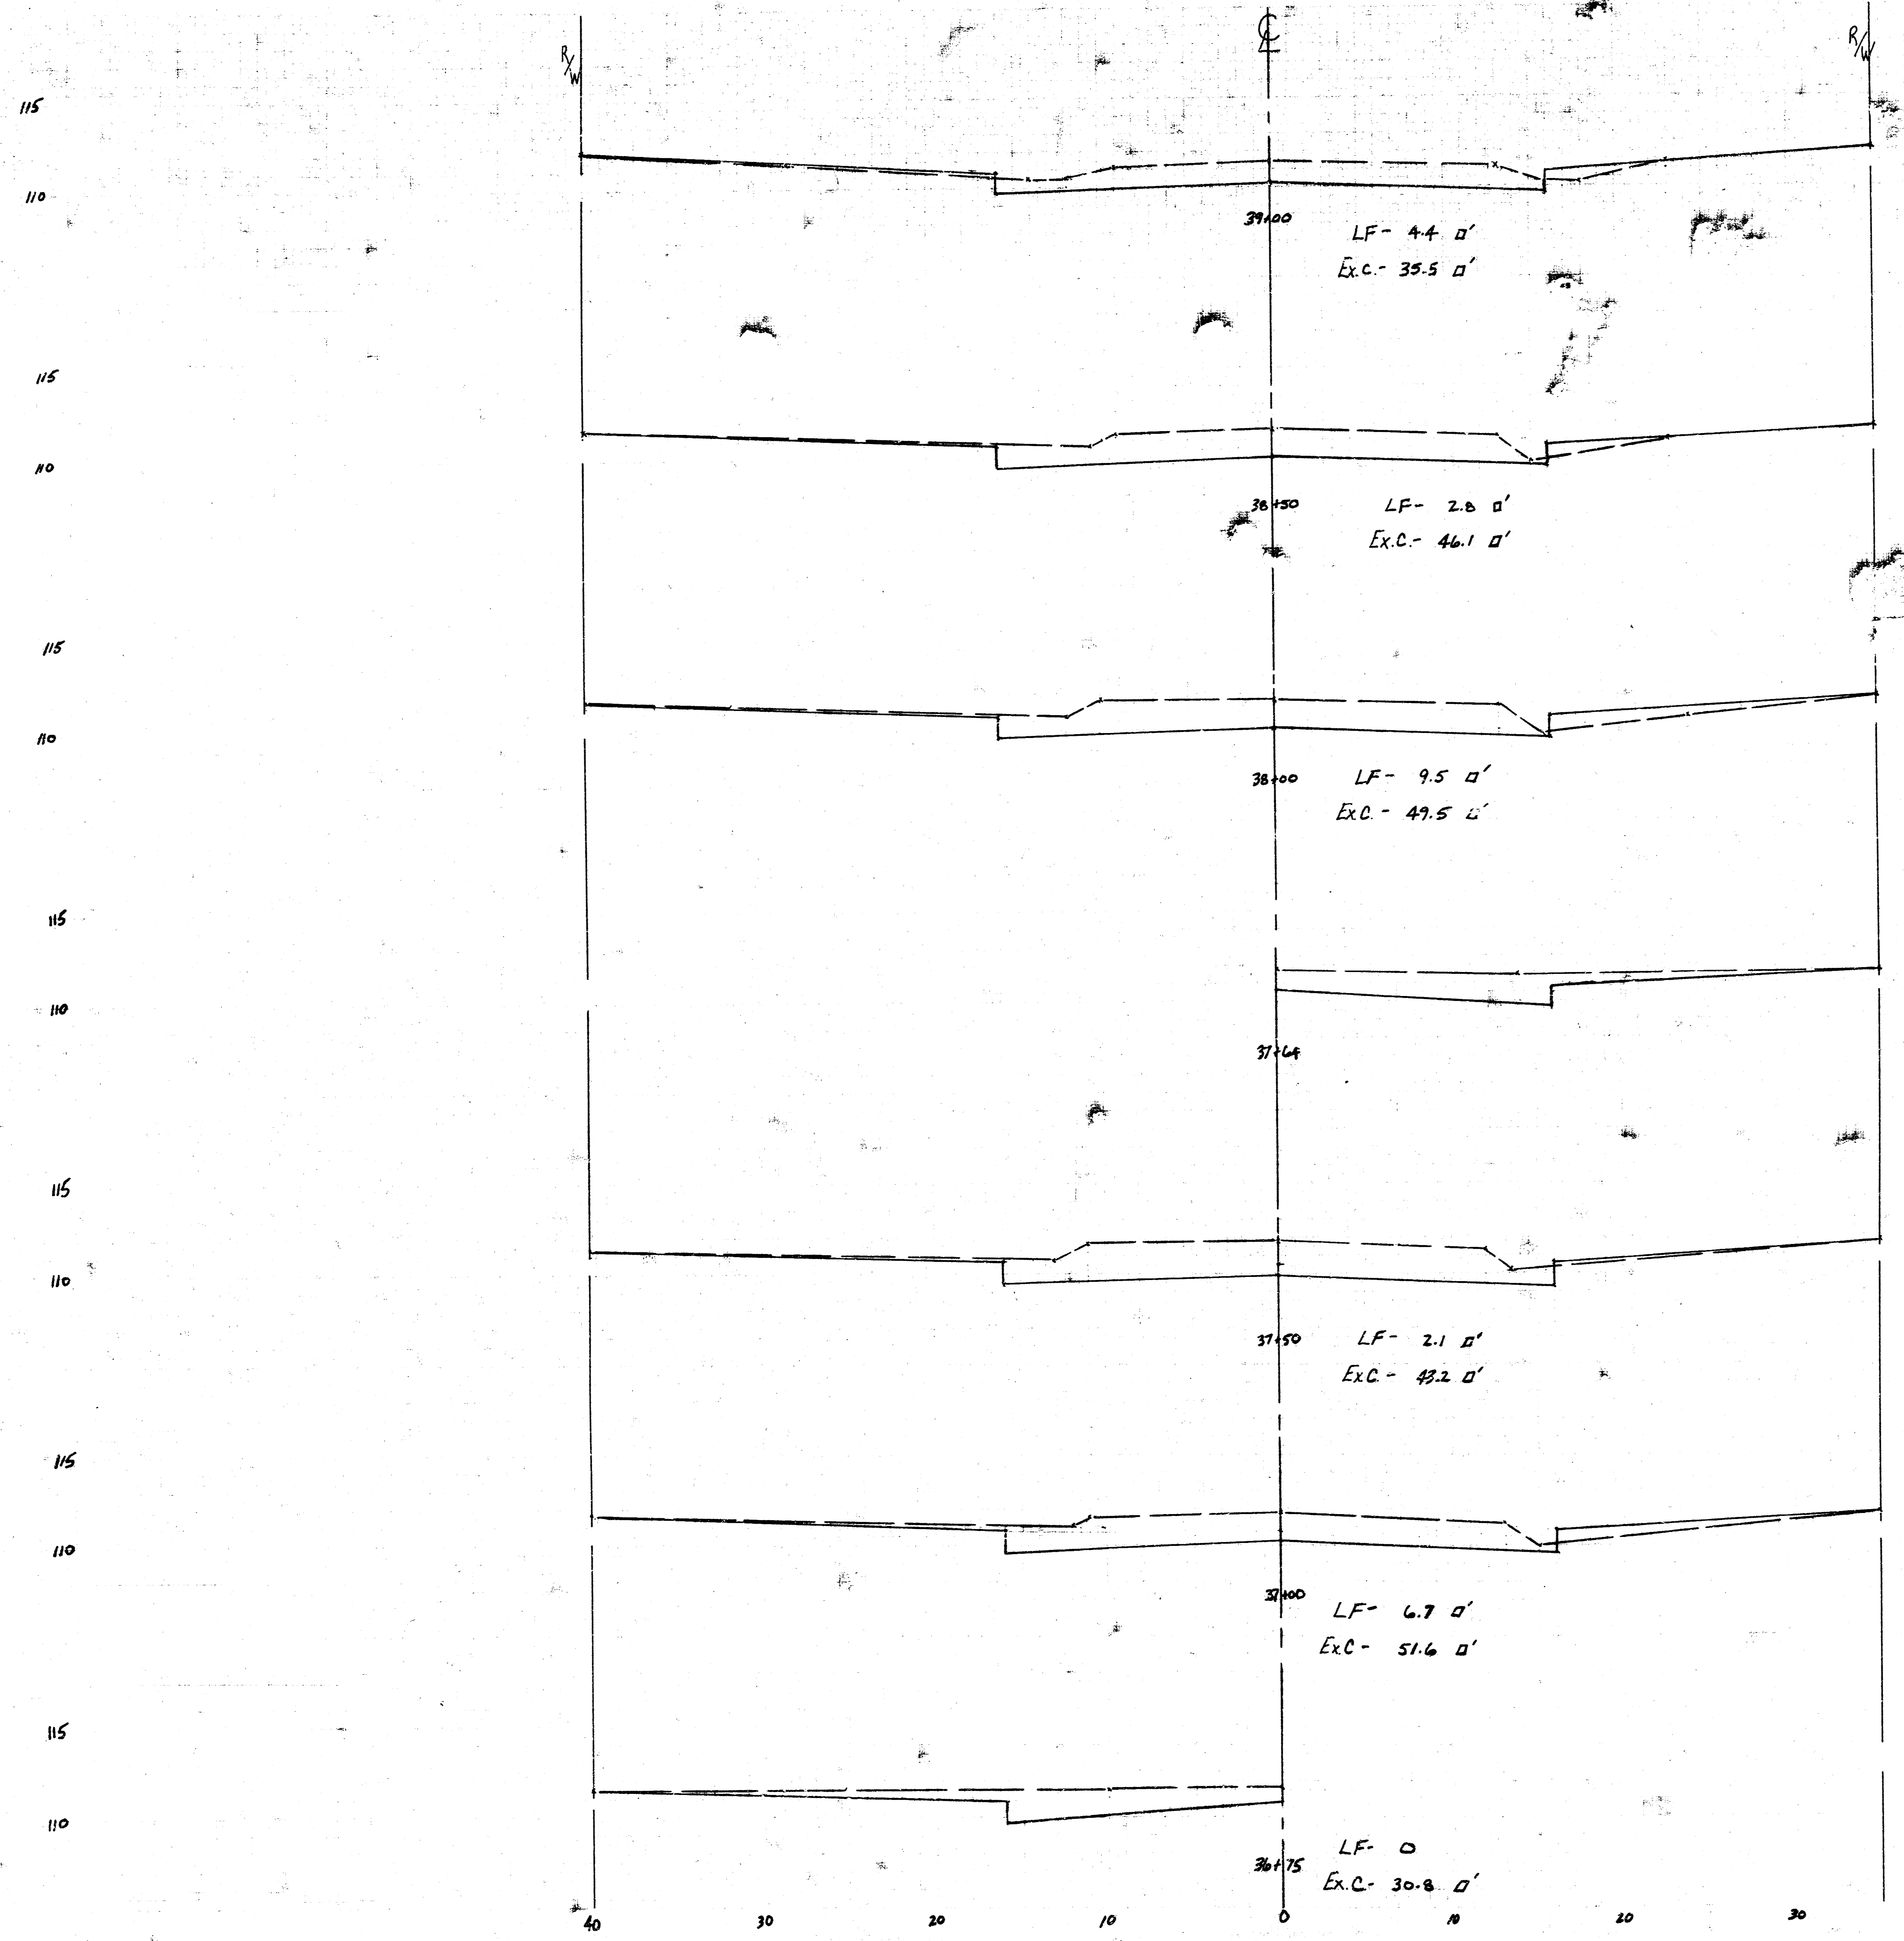 R/W ℄ R/W
115
110
39+00
LF- 4.4 □'
Ex.C.- 35.5 □'
115
110
38+50 LF- 2.8 □'
Ex.C.- 46.1 □'
115
110
38+00 LF- 9.5 □'
Ex.C.- 49.5 □'
115
110
37+64
115
110
37+50 LF- 2.1 □'
Ex.C.- 43.2 □'
115
110
37+00
LF- 6.7 □'
Ex.C- 51.6 □'
115
110
LF- 0
36+75
Ex.C- 30.8 □'
40 30 20 10 0 10 20 30